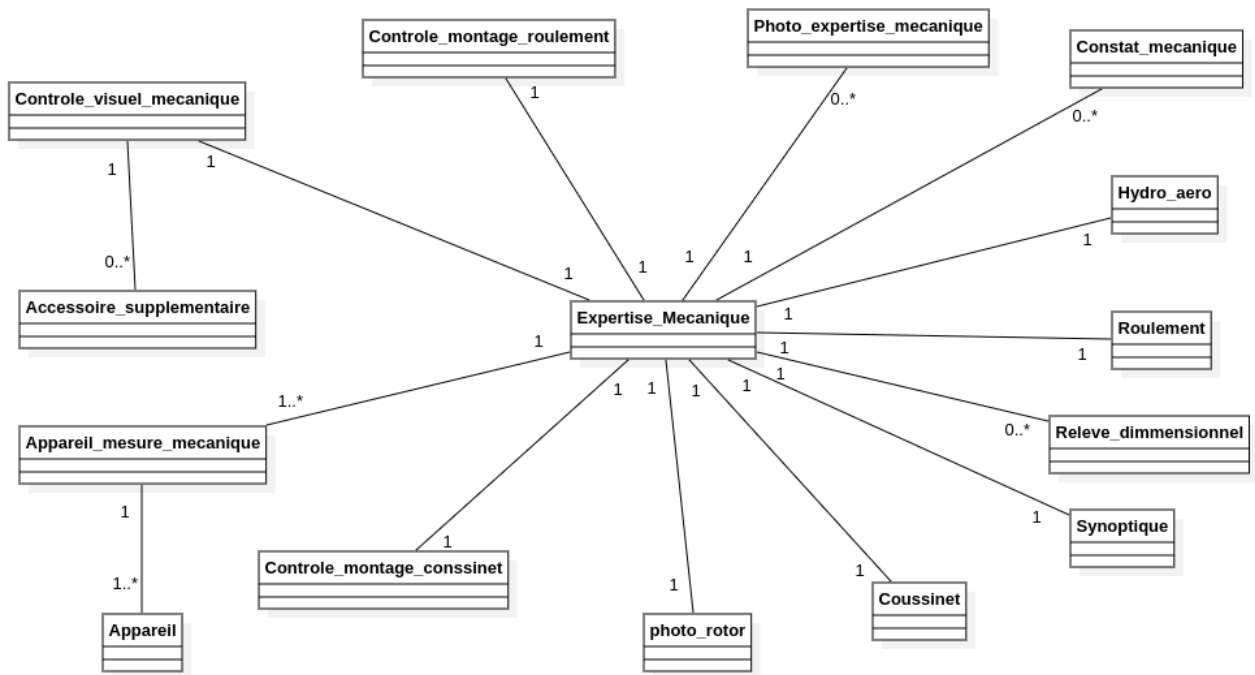 Photo_expertise_mecanique
Controle_montage_roulement
Constat_mecanique
1
0..*
Controle_visuel_mecanique
0..*
1
1
Hydro_aero
1
0..*
1
1
1
1
1
Accessoire_supplementaire
Expertise_Mecanique
1
Roulement
1
1
1
1..*
1
1
1
1
1
1
Releve_dimmensionnel
0..*
Appareil_mesure_mecanique
1
1
Synoptique
1
Controle_montage_conssinet
1
1..*
1
Coussinet
Appareil
photo_rotor